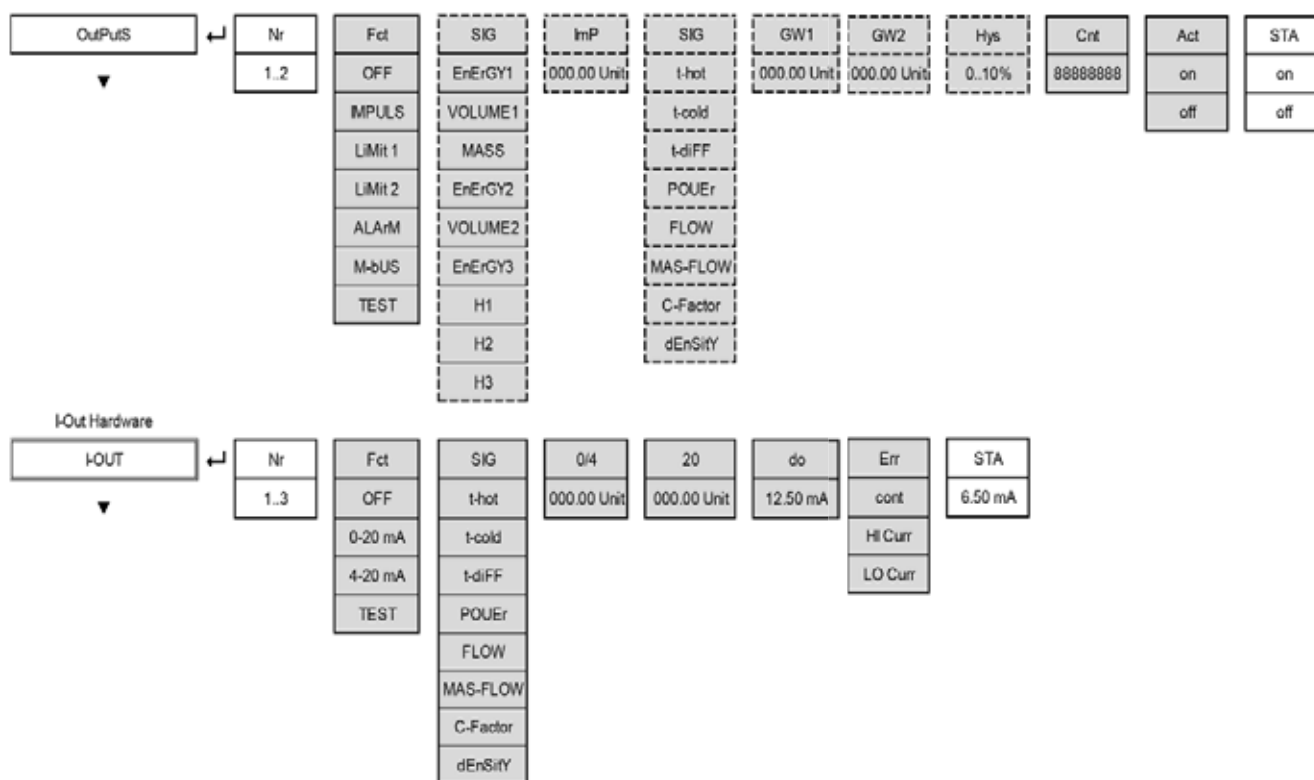 OutPutS ↵ Nr Fct SIG ImP SIG GW1 GW2 Hys Cnt Act STA
▼ 1..2 OFF EnErGY1 000.00 Unit t-hot 000.00 Unit 000.00 Unit 0..10% 88888888 on on
IMPULS VOLUME1 t-cold off off
LiMit 1 MASS t-diFF
LiMit 2 EnErGY2 POUEr
ALArM VOLUME2 FLOW
M-bUS EnErGY3 MAS-FLOW
TEST H1 C-Factor
H2 dEnSitY
H3
I-Out Hardware
I-OUT ↵ Nr Fct SIG 0/4 20 do Err STA
▼ 1..3 OFF t-hot 000.00 Unit 000.00 Unit 12.50 mA cont 6.50 mA
0-20 mA t-cold HI Curr
4-20 mA t-diFF LO Curr
TEST POUEr
FLOW
MAS-FLOW
C-Factor
dEnSitY